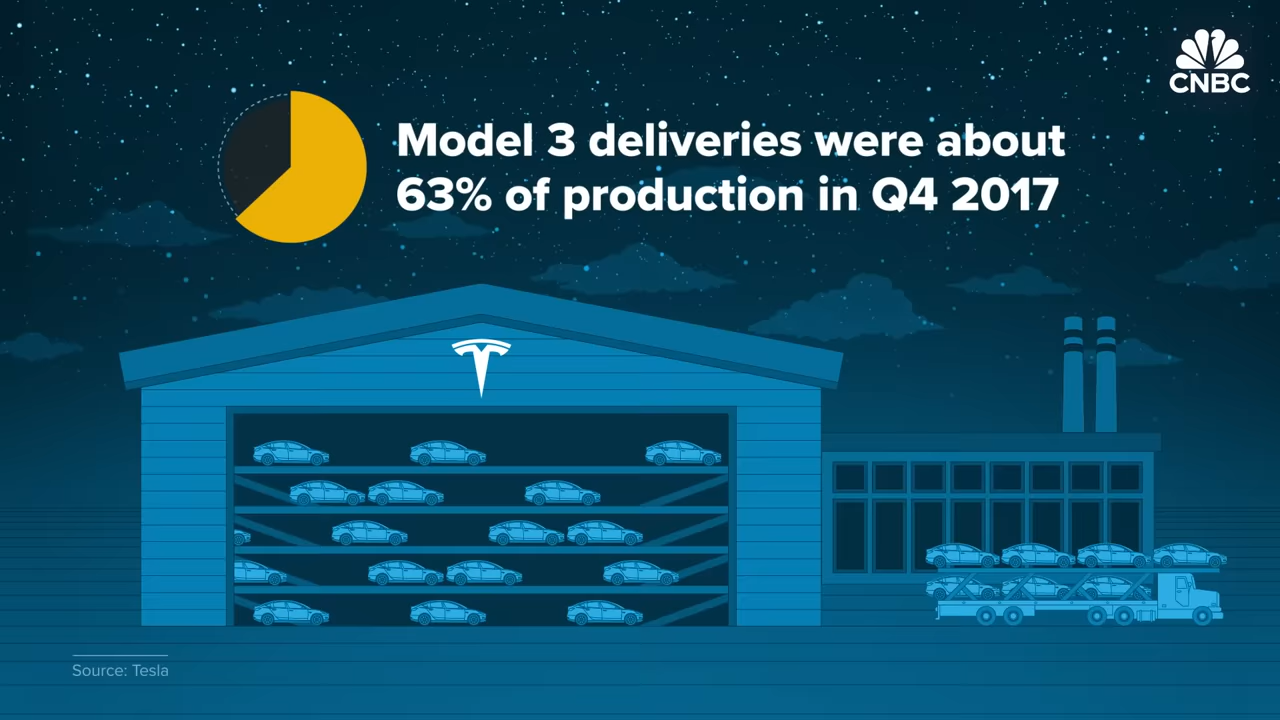 CNBC
Model 3 deliveries were about
63% of production in Q4 2017
Source: Tesla